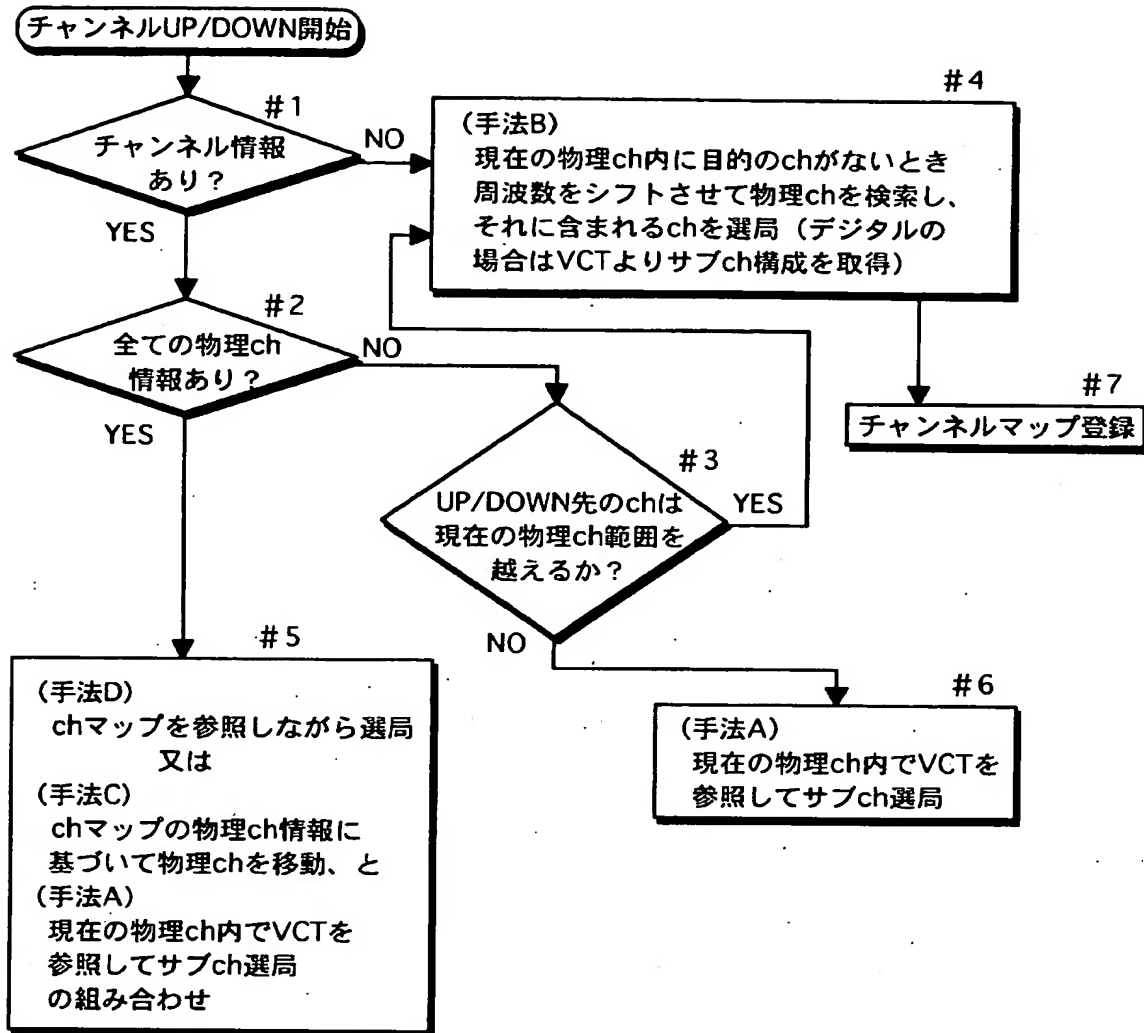 チャンネルUP/DOWN開始
#1
チャンネル情報
あり？
NO
YES
#4
（手法B）
現在の物理ch内に目的のchがないとき
周波数をシフトさせて物理chを検索し、
それに含まれるchを選局（デジタルの
場合はVCTよりサブch構成を取得）
#2
全ての物理ch
情報あり？
NO
YES
#7
チャンネルマップ登録
#3
UP/DOWN先のchは
現在の物理ch範囲を
越えるか？
YES
NO
#5
（手法D）
chマップを参照しながら選局
又は
（手法C）
chマップの物理ch情報に
基づいて物理chを移動、と
（手法A）
現在の物理ch内でVCTを
参照してサブch選局
の組み合わせ
#6
（手法A）
現在の物理ch内でVCTを
参照してサブch選局